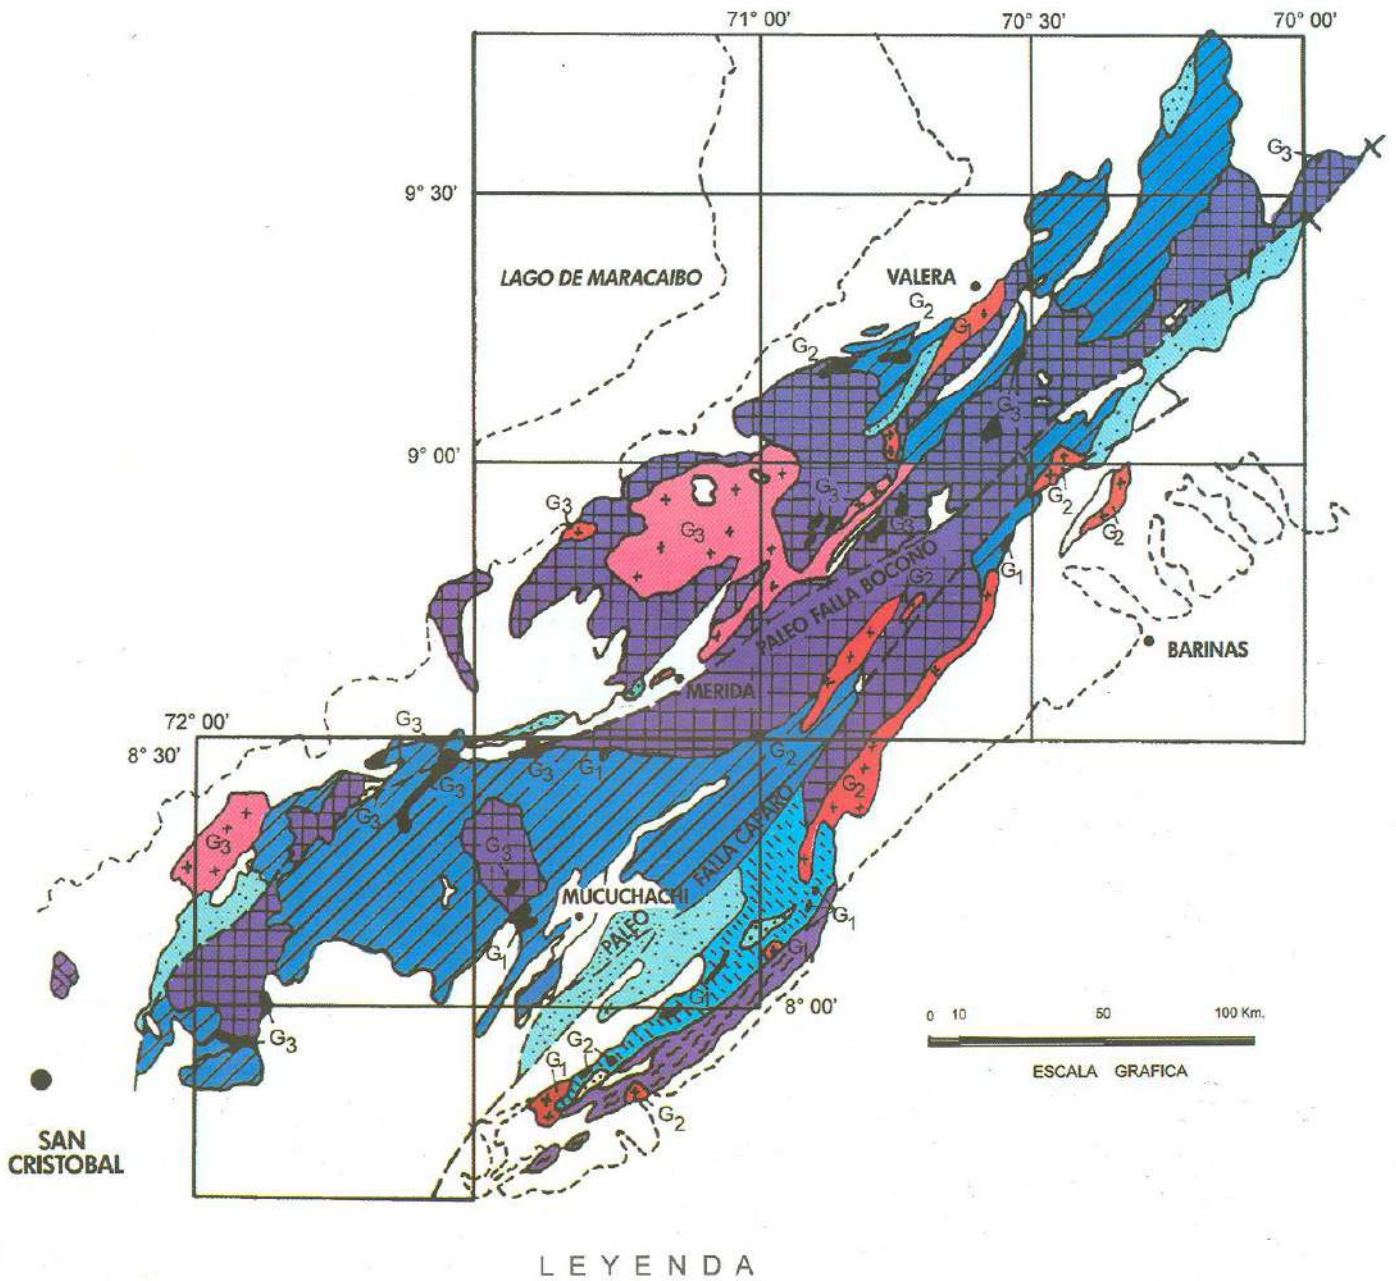 71° 00'
70° 30'
70° 00'
G3
9° 30'
LAGO DE MARACAIBO
VALERA
G2
G1
G2
G3
9° 00'
G3
G3
G2
G3
G3
G2
PALEO FALLA BOCONO
G2
G1
BARINAS
MERIDA
72° 00'
G3
8° 30'
G3
G1
G2
G3
G2
G3
G3
G3
FALLA CAPARO
MUCUCHACHI
PALEO
G1
G1
G1
G1
8° 00'
0 10 50 100 Km.
G3
G2
G1
ESCALA GRAFICA
G2
SAN
CRISTOBAL
LEYENDA